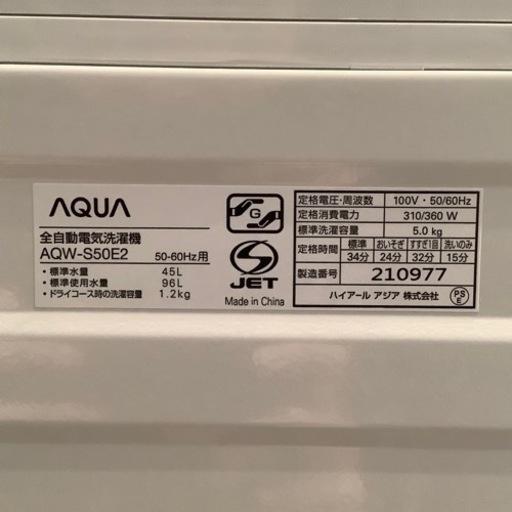 AQUA
全自動電気洗濯機
AQW-S50E2 50-60Hz用
・標準水量 45L
・標準使用水量 96L
・ドライコース時の洗濯容量 1.2kg
G
S
JET
Made in China
定格電圧・周波数 100V・50/60Hz
定格消費電力 310/360 W
標準洗濯容量 5.0 kg
定格時間 標準 おいそぎ すすぎ1回 洗いのみ
34分 24分 32分 15分
製造番号 210977
ハイアール アジア 株式会社
PS
E